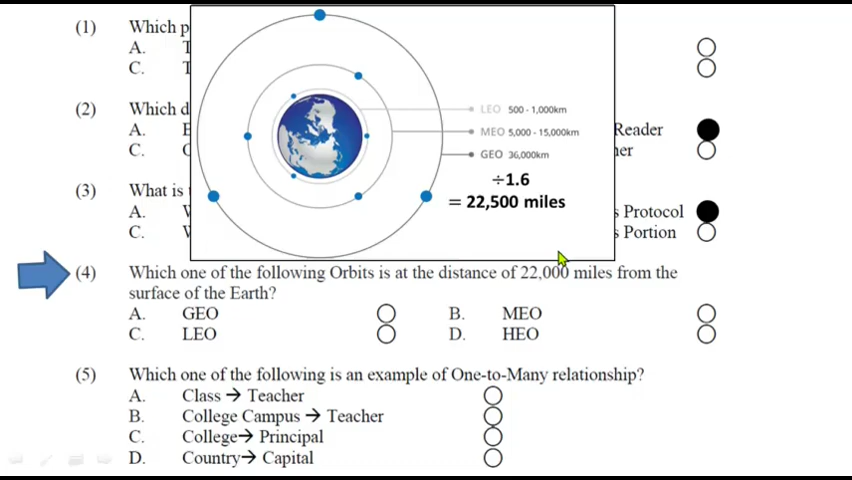 (1) Which p
A.
C.
(2) Which d
A. Reader
C.
(3) What is
A. s Protocol
C. s Portion
LEO 500 - 1,000km
MEO 5,000 - 15,000km
GEO 36,000km
÷1.6
= 22,500 miles
(4) Which one of the following Orbits is at the distance of 22,000 miles from the
surface of the Earth?
A. GEO B. MEO
C. LEO D. HEO
(5) Which one of the following is an example of One-to-Many relationship?
A. Class → Teacher
B. College Campus → Teacher
C. College→ Principal
D. Country→ Capital